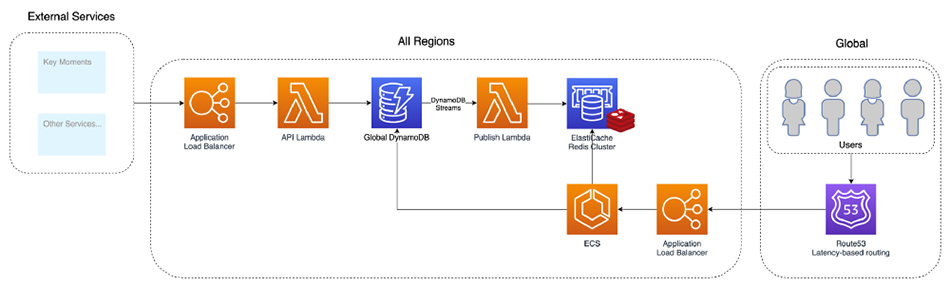 External Services
Key Moments
Other Services...
All Regions
Application
Load Balancer
API Lambda
Global DynamoDB
DynamoDB
Streams
Publish Lambda
ElastiCache
Redis Cluster
ECS
Application
Load Balancer
Global
Users
53
Route53
Latency-based routing